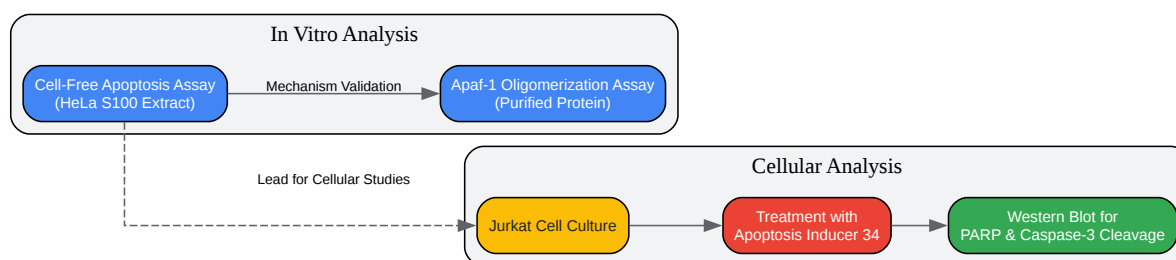 In Vitro Analysis
Cell-Free Apoptosis Assay
(HeLa S100 Extract)
Mechanism Validation
Apaf-1 Oligomerization Assay
(Purified Protein)
Lead for Cellular Studies
Cellular Analysis
Jurkat Cell Culture
Treatment with
Apoptosis Inducer 34
Western Blot for
PARP & Caspase-3 Cleavage